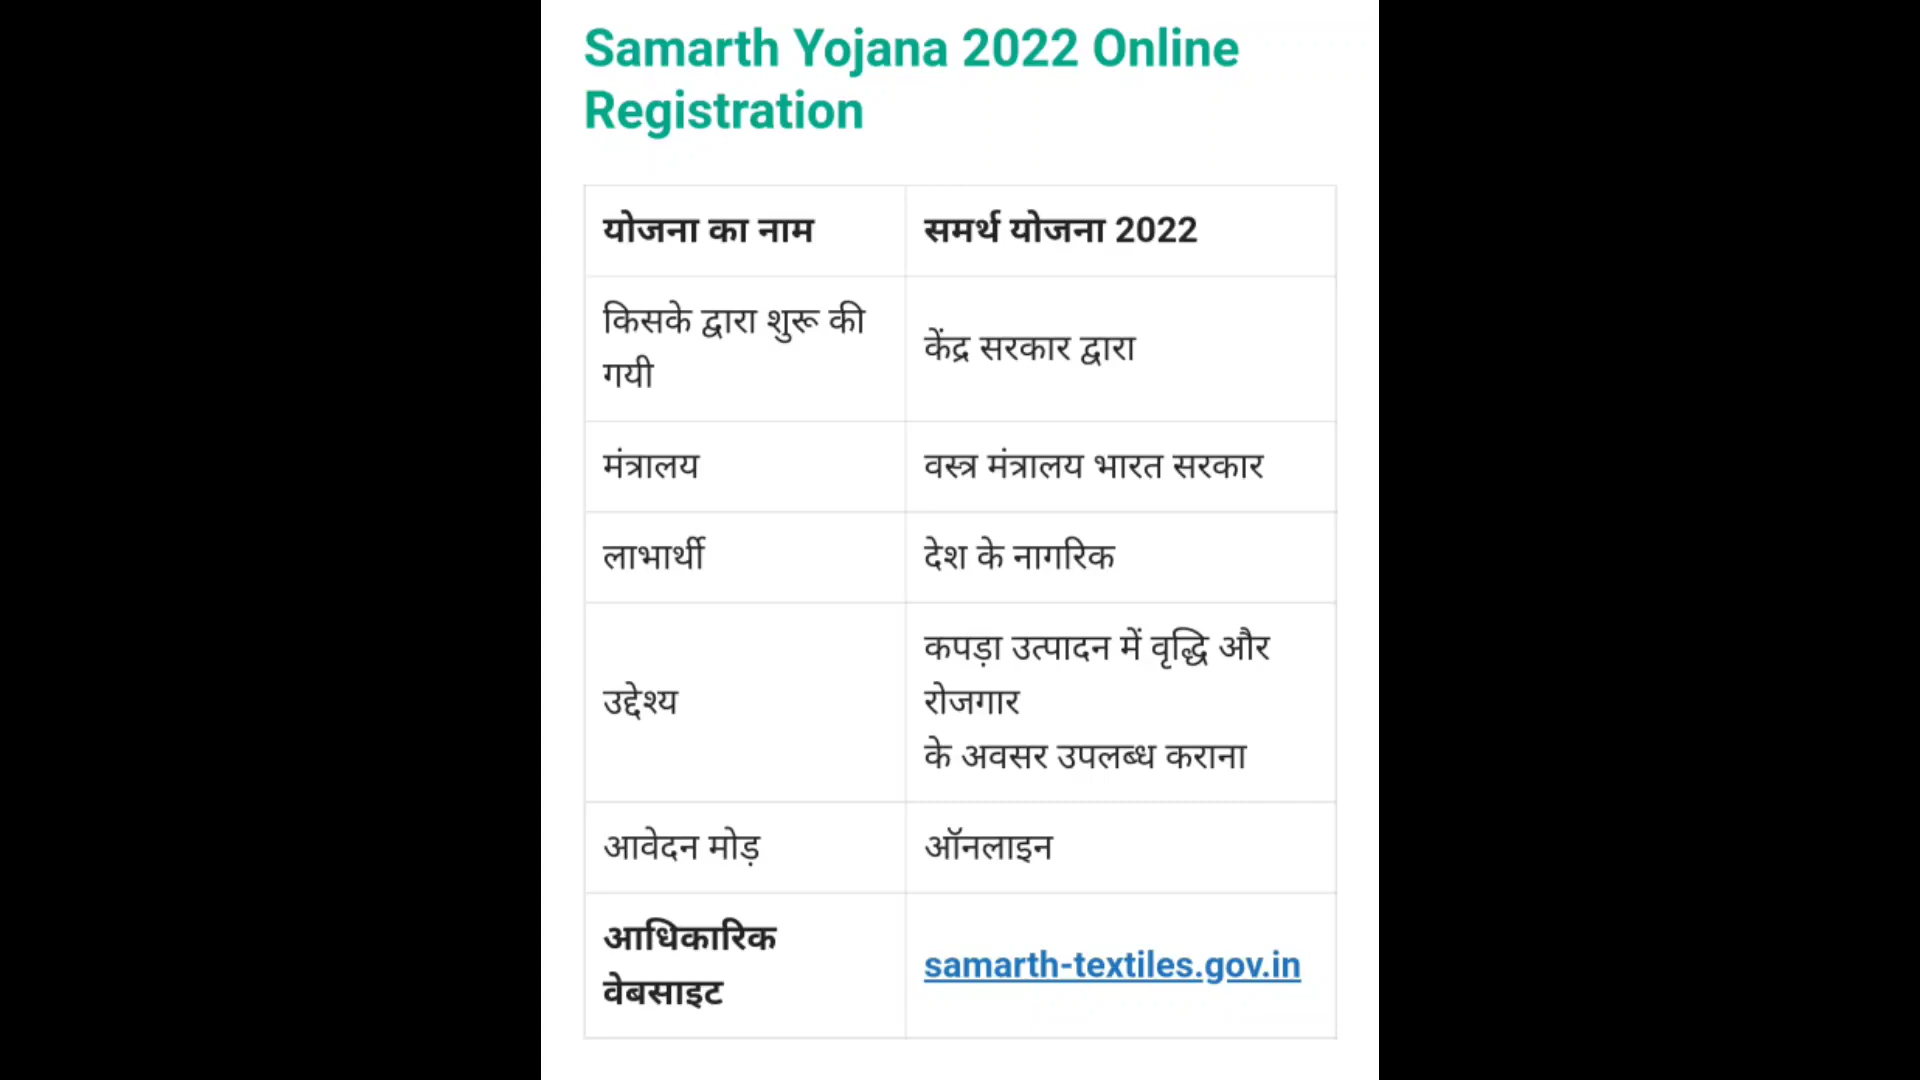 Samarth Yojana 2022 Online
Registration
योजना का नाम
समर्थ योजना 2022
किसके द्वारा शुरू की
गयी
केंद्र सरकार द्वारा
मंत्रालय
वस्त्र मंत्रालय भारत सरकार
लाभार्थी
देश के नागरिक
उद्देश्य
कपड़ा उत्पादन में वृद्धि और
रोजगार
के अवसर उपलब्ध कराना
आवेदन मोड़
ऑनलाइन
आधिकारिक
वेबसाइट
samarth-textiles.gov.in